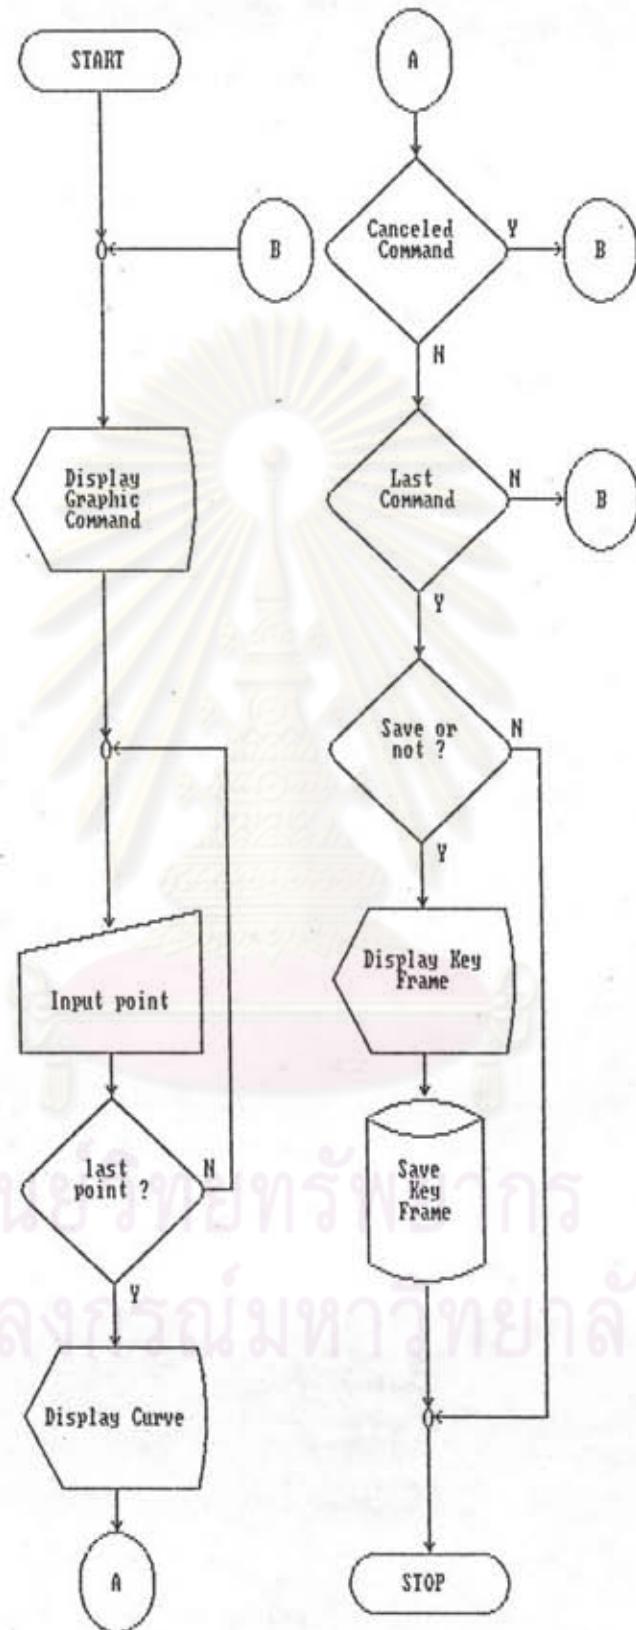 START
B
Display
Graphic
Command
Input point
last
point ?
N
Y
Display Curve
A
A
Canceled
Command
Y
B
N
Last
Command
N
B
Y
Save or
not ?
N
Y
Display Key
Frame
Save
Key
Frame
STOP